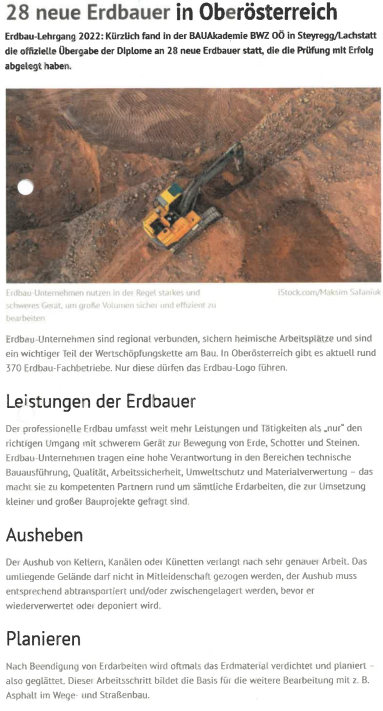 28 neue Erdbauer in Oberösterreich
Erdbau-Lehrgang 2022: Kürzlich fand in der BAUAkademie BWZ OÖ in Steyregg/Lachstatt
die offizielle Übergabe der Diplome an 28 neue Erdbauer statt, die die Prüfung mit Erfolg
abgelegt haben.
Erdbau-Unternehmen nutzen in der Regel starkes und
schweres Gerät, um große Volumen sicher und effizient zu
bearbeiten
iStock.com/Maksim Safaniuk
Erdbau-Unternehmen sind regional verbunden, sichern heimische Arbeitsplätze und sind
ein wichtiger Teil der Wertschöpfungskette am Bau. In Oberösterreich gibt es aktuell rund
370 Erdbau-Fachbetriebe. Nur diese dürfen das Erdbau-Logo führen.
Leistungen der Erdbauer
Der professionelle Erdbau umfasst weit mehr Leistungen und Tätigkeiten als „nur" den
richtigen Umgang mit schwerem Gerät zur Bewegung von Erde, Schotter und Steinen.
Erdbau-Unternehmen tragen eine hohe Verantwortung in den Bereichen technische
Bauausführung, Qualität, Arbeitssicherheit, Umweltschutz und Materialverwertung – das
macht sie zu kompetenten Partnern rund um sämtliche Erdarbeiten, die zur Umsetzung
kleiner und großer Bauprojekte gefragt sind.
Ausheben
Der Aushub von Kellern, Kanälen oder Künetten verlangt nach sehr genauer Arbeit. Das
umliegende Gelände darf nicht in Mitleidenschaft gezogen werden, der Aushub muss
entsprechend abtransportiert und/oder zwischengelagert werden, bevor er
wiederverwertet oder deponiert wird.
Planieren
Nach Beendigung von Erdarbeiten wird oftmals das Erdmaterial verdichtet und planiert –
also geglättet. Dieser Arbeitsschritt bildet die Basis für die weitere Bearbeitung mit z. B.
Asphalt im Wege- und Straßenbau.